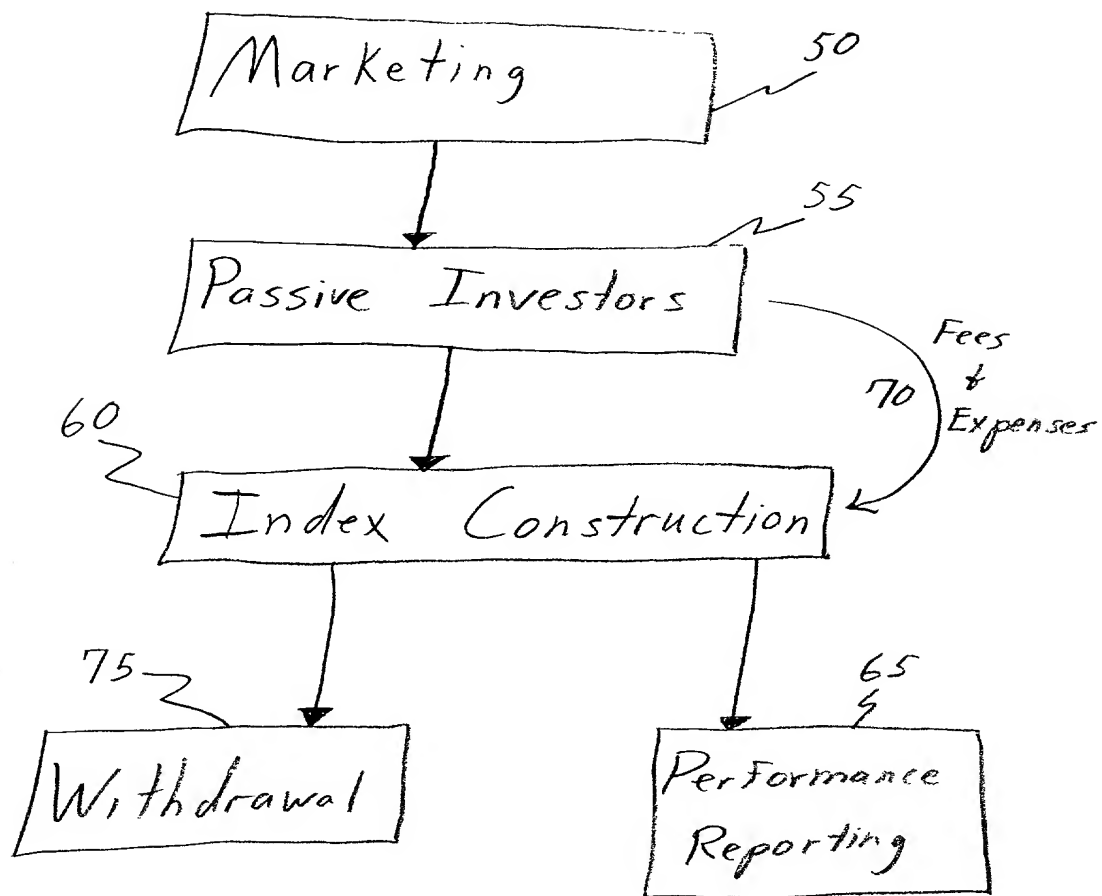 Marketing
50
55
Passive Investors
Fees
70
&
Expenses
60
Index Construction
75
65
Withdrawal
Performance
Reporting